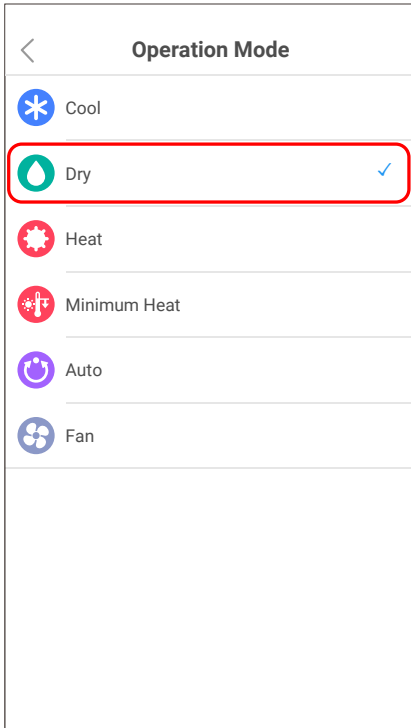 Operation Mode
Cool
Dry
Heat
Minimum Heat
Auto
Fan